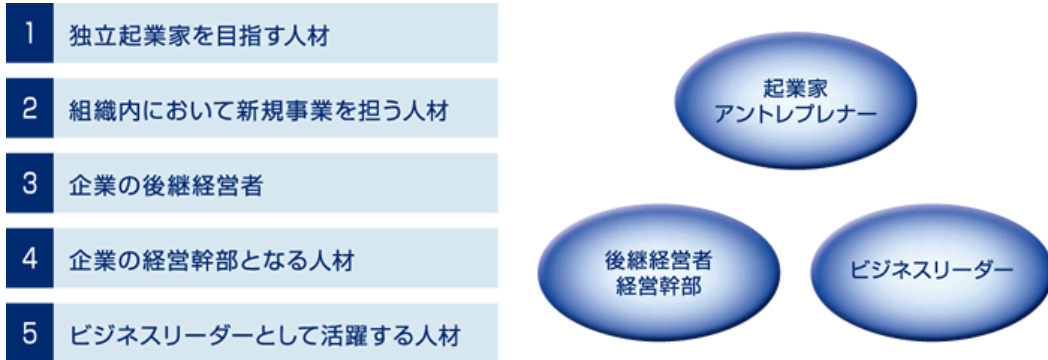 1 独立起業家を目指す人材
2 組織内において新規事業を担う人材
3 企業の後継経営者
4 企業の経営幹部となる人材
5 ビジネスリーダーとして活躍する人材
起業家
アントレプレナー
後継経営者
経営幹部
ビジネスリーダー